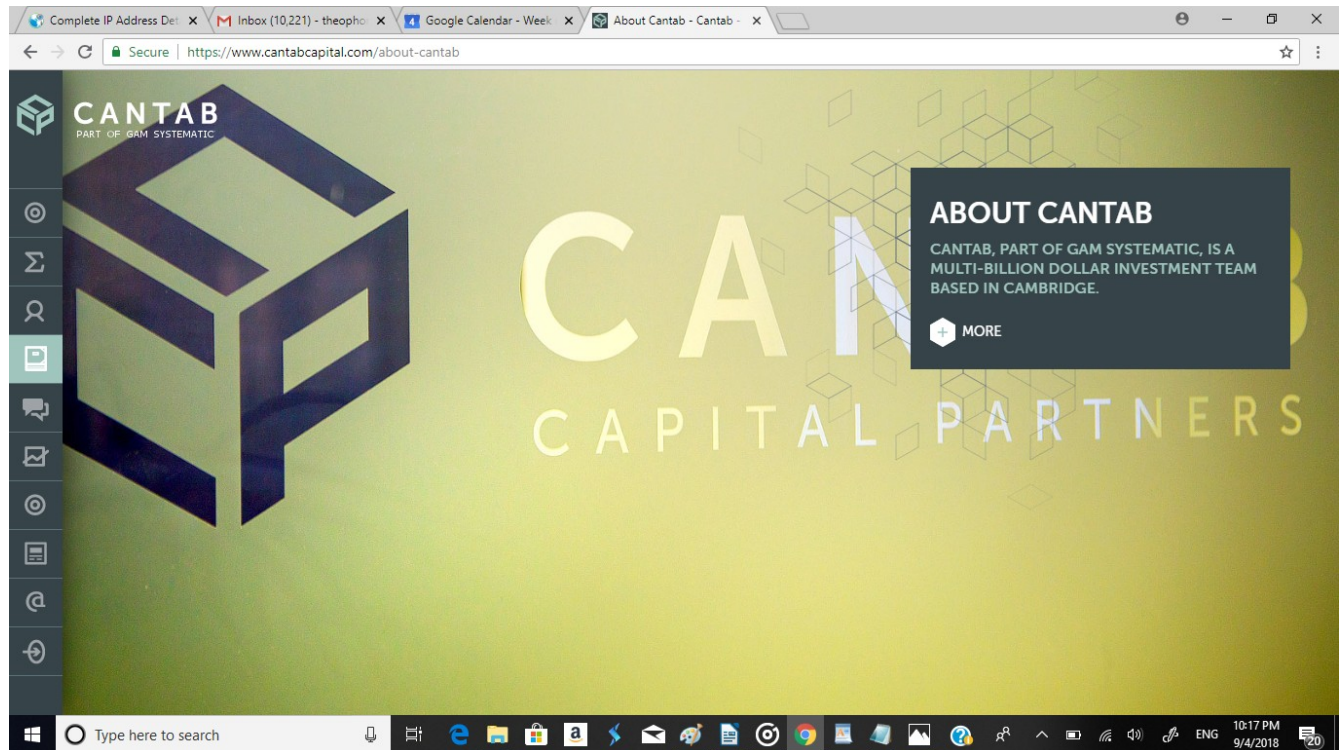 Complete IP Address Det
Inbox (10,221) - theopho
4
Google Calendar - Week
About Cantab - Cantab -
Secure
https://www.cantabcapital.com/about-cantab
CANTAB
PART OF GAM SYSTEMATIC
CAN B
CAPITAL PARTNERS
ABOUT CANTAB
CANTAB, PART OF GAM SYSTEMATIC, IS A
MULTI-BILLION DOLLAR INVESTMENT TEAM
BASED IN CAMBRIDGE.
+ MORE
Σ
@
Type here to search
a
ENG
10:17 PM
9/4/2018
20